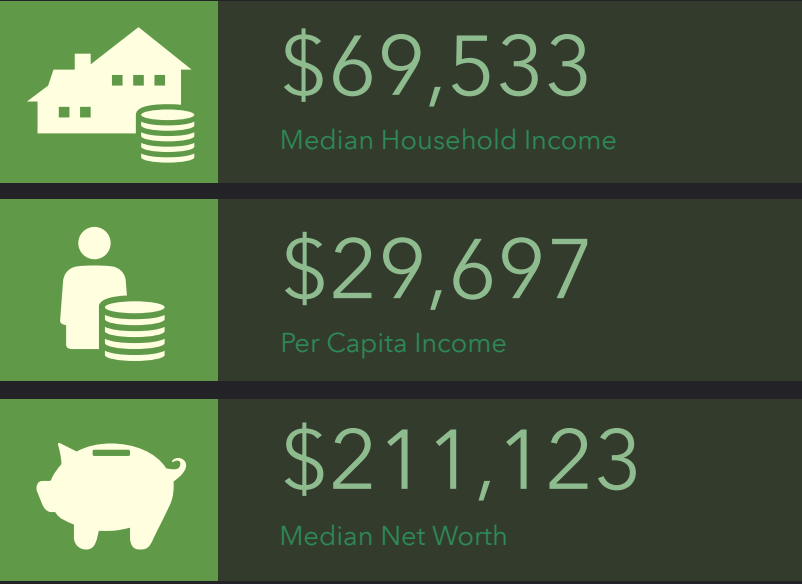 $69,533
Median Household Income
$29,697
Per Capita Income
$211,123
Median Net Worth